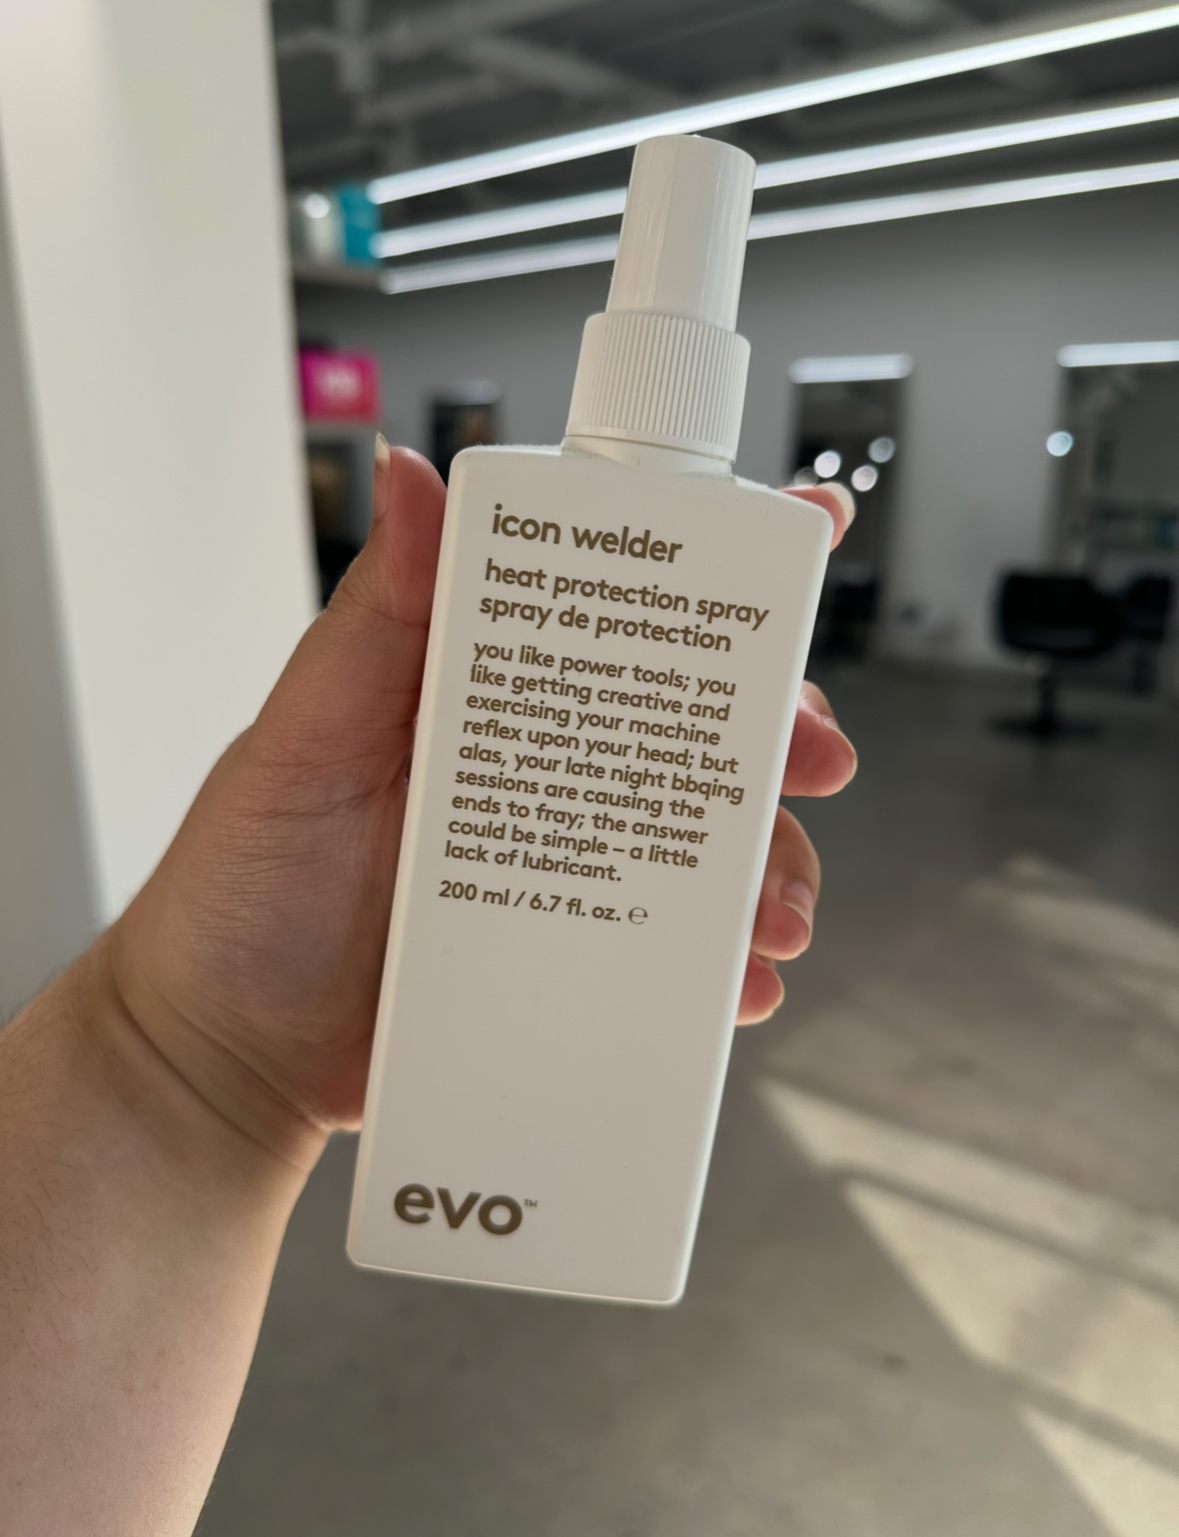 icon welder
heat protection spray
spray de protection
you like power tools; you
like getting creative and
exercising your machine
reflex upon your head; but
alas, your late night bbqing
sessions are causing the
ends to fray; the answer
could be simple – a little
lack of lubricant.
200 ml / 6.7 fl. oz. ℮
evo™